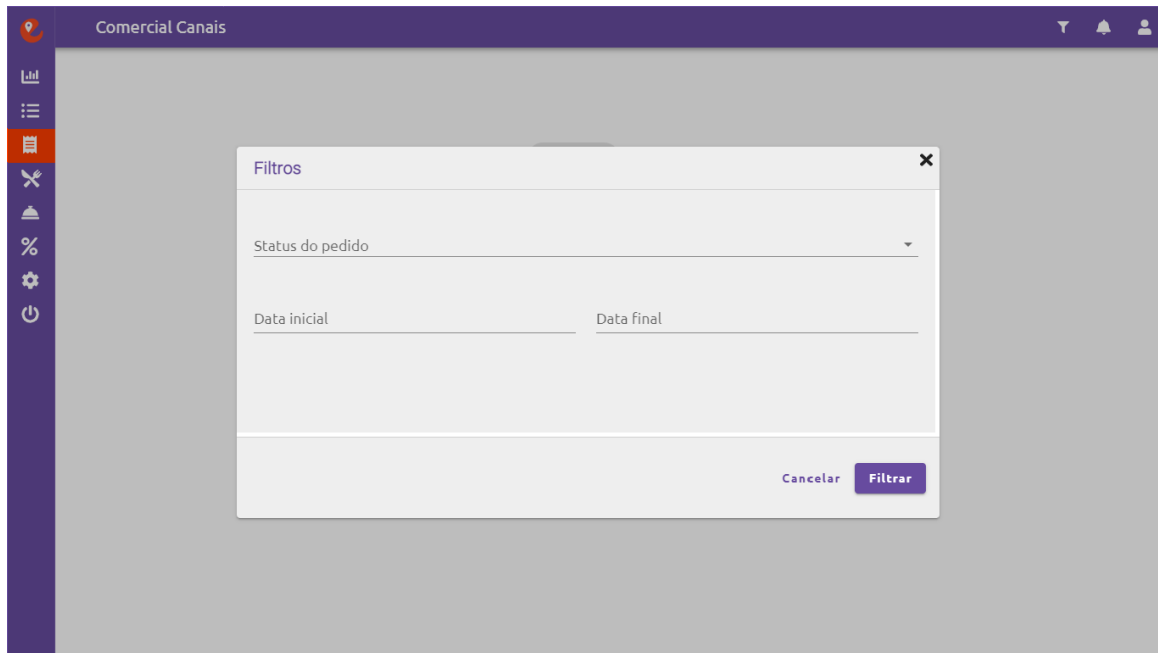 Comercial Canais
Filtros
Status do pedido
Data inicial
Data final
Cancelar
Filtrar